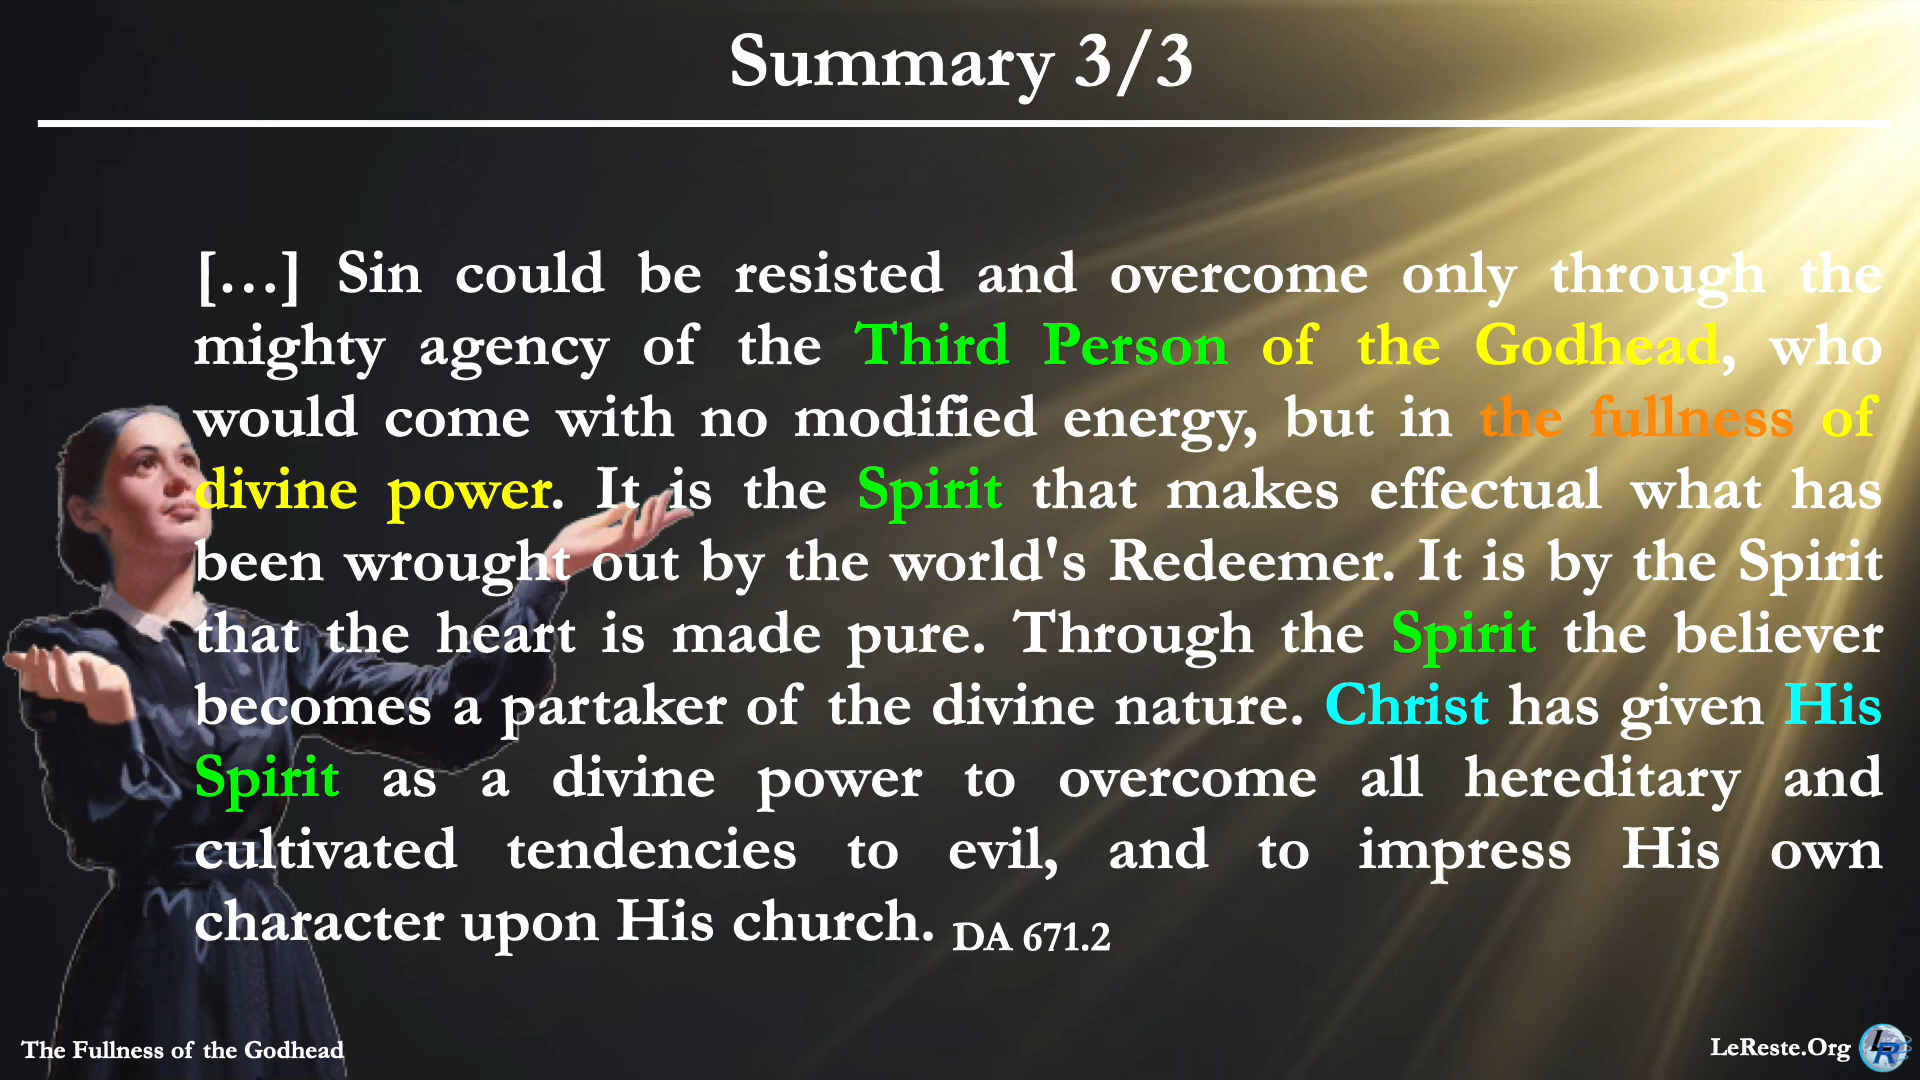 Summary 3/3
[…] Sin could be resisted and overcome only through the
mighty agency of the Third Person of the Godhead, who
would come with no modified energy, but in the fullness of
divine power. It is the Spirit that makes effectual what has
been wrought out by the world's Redeemer. It is by the Spirit
that the heart is made pure. Through the Spirit the believer
becomes a partaker of the divine nature. Christ has given His
Spirit as a divine power to overcome all hereditary and
cultivated tendencies to evil, and to impress His own
character upon His church. DA 671.2
The Fullness of the Godhead
LeReste.Org
LR